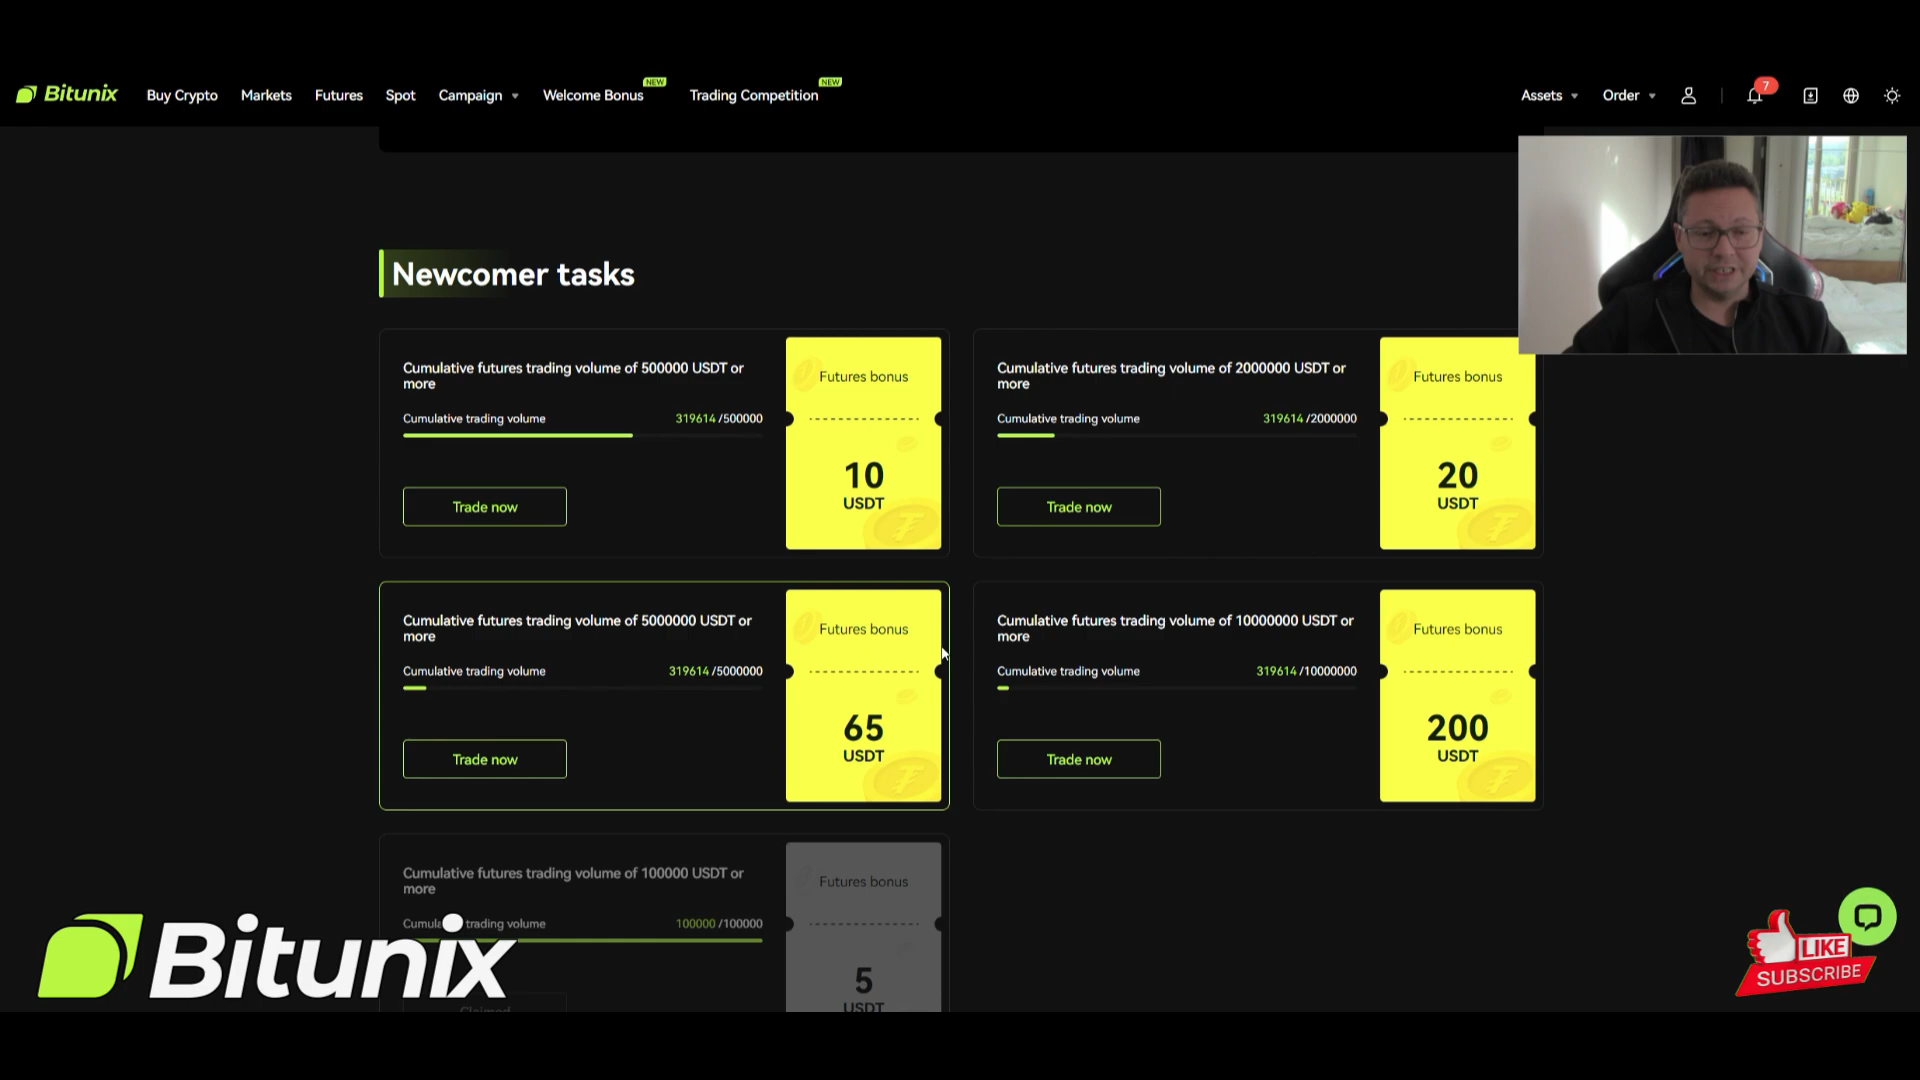 Bitunix
Buy Crypto
Markets
Futures
Spot
Campaign
Welcome Bonus
NEW
Trading Competition
NEW
Assets
Order
7
Newcomer tasks
Cumulative futures trading volume of 500000 USDT or
more
Cumulative trading volume
319614 /500000
Trade now
Futures bonus
10
USDT
Cumulative futures trading volume of 2000000 USDT or
more
Cumulative trading volume
319614 /2000000
Trade now
Futures bonus
20
USDT
Cumulative futures trading volume of 5000000 USDT or
more
Cumulative trading volume
319614 /5000000
Trade now
Futures bonus
65
USDT
Cumulative futures trading volume of 10000000 USDT or
more
Cumulative trading volume
319614 /10000000
Trade now
Futures bonus
200
USDT
Cumulative futures trading volume of 100000 USDT or
more
trading volume
100000 /100000
Claimed
Futures bonus
5
USDT
Bitunix
LIKE
SUBSCRIBE